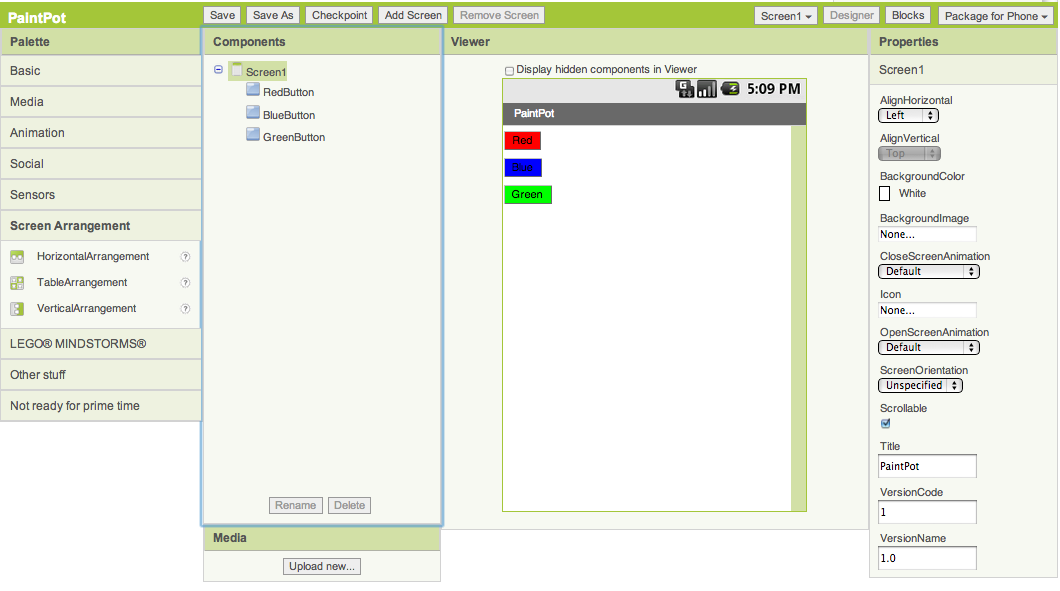 PaintPot
Save
Save As
Checkpoint
Add Screen
Remove Screen
Screen1
Designer
Blocks
Package for Phone
Palette
Basic
Media
Animation
Social
Sensors
Screen Arrangement
HorizontalArrangement ?
TableArrangement ?
VerticalArrangement ?
LEGO® MINDSTORMS®
Other stuff
Not ready for prime time
Components
Screen1
RedButton
BlueButton
GreenButton
Rename
Delete
Media
Upload new...
Viewer
Display hidden components in Viewer
G
5:09 PM
PaintPot
Red
Blue
Green
Properties
Screen1
AlignHorizontal
Left
AlignVertical
Top
BackgroundColor
White
BackgroundImage
None...
CloseScreenAnimation
Default
Icon
None...
OpenScreenAnimation
Default
ScreenOrientation
Unspecified
Scrollable
Title
PaintPot
VersionCode
1
VersionName
1.0